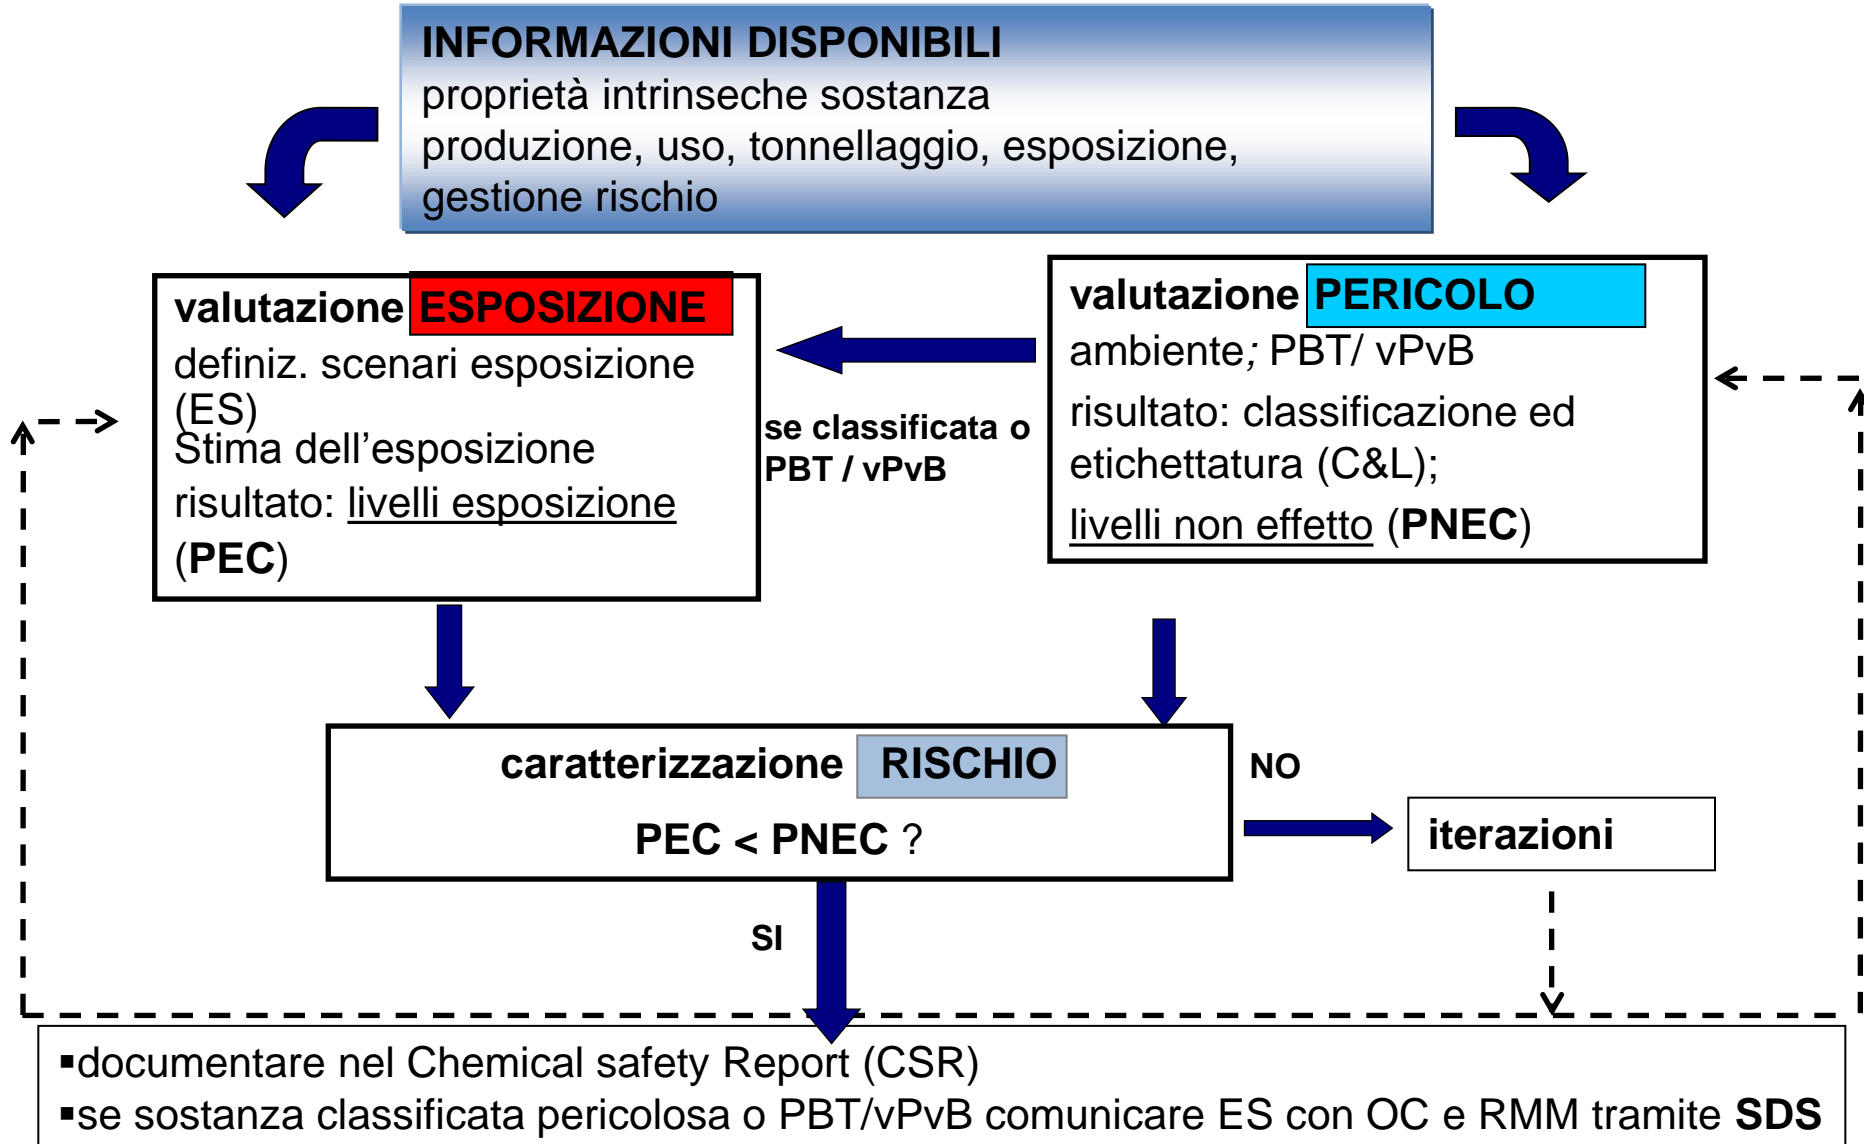 INFORMAZIONI DISPONIBILI
proprietà intrinseche sostanza
produzione, uso, tonnellaggio, esposizione,
gestione rischio
valutazione ESPOSIZIONE
definiz. scenari esposizione
(ES)
Stima dell’esposizione
risultato: livelli esposizione
(PEC)
se classificata o
PBT / vPvB
valutazione PERICOLO
ambiente; PBT/ vPvB
risultato: classificazione ed
etichettatura (C&L);
livelli non effetto (PNEC)
caratterizzazione RISCHIO
PEC < PNEC ?
NO
iterazioni
SI
▪documentare nel Chemical safety Report (CSR)
▪se sostanza classificata pericolosa o PBT/vPvB comunicare ES con OC e RMM tramite SDS